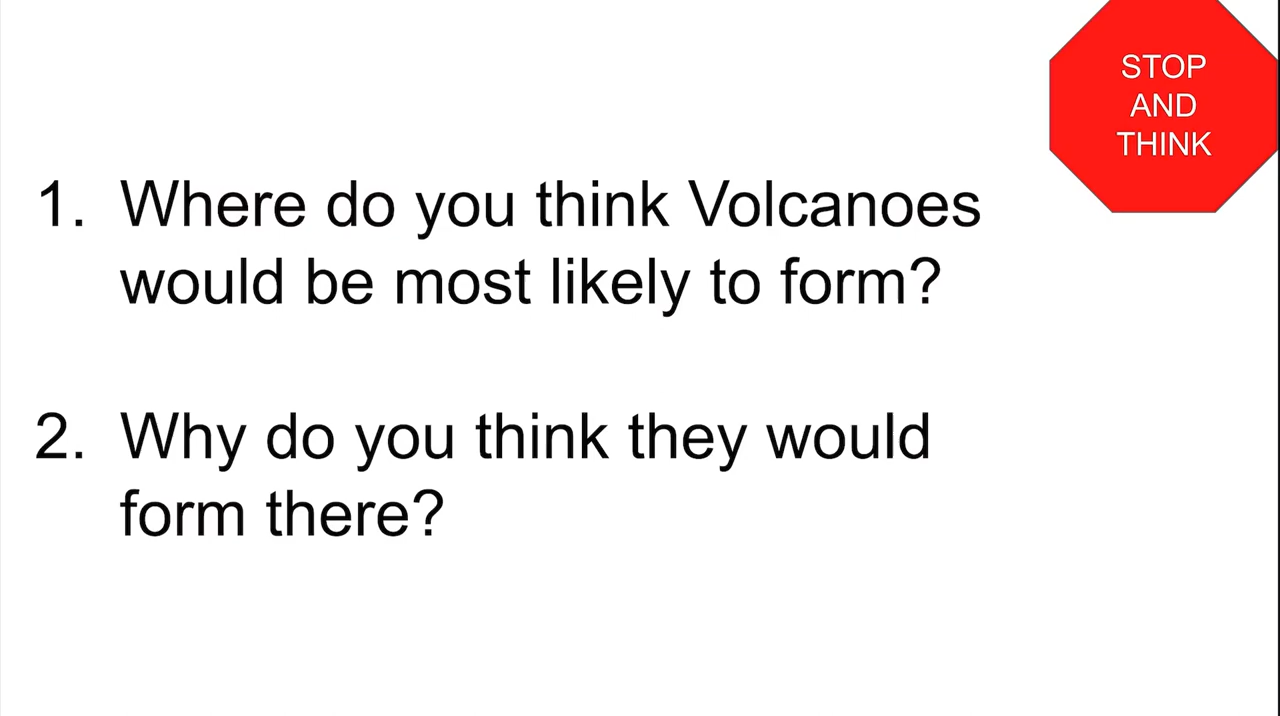 STOP
AND
THINK
1. Where do you think Volcanoes
would be most likely to form?
2. Why do you think they would
form there?